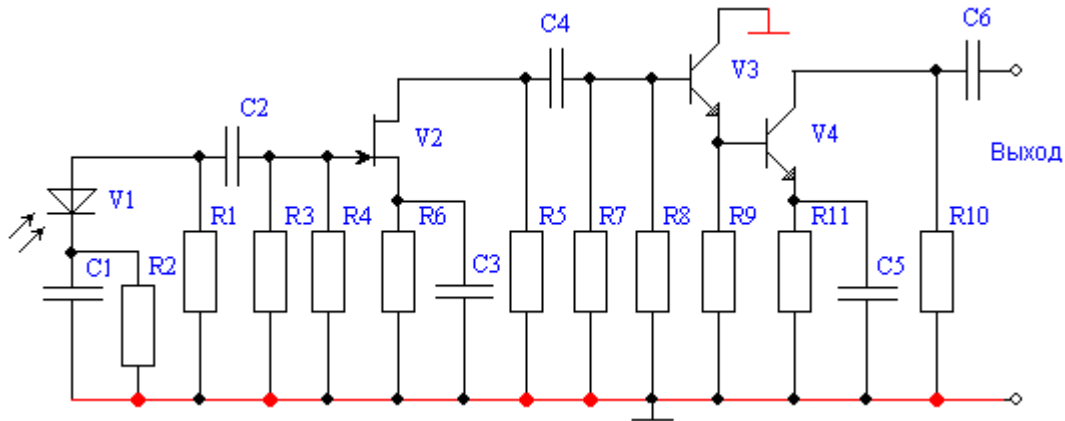 C4
C6
V3
C2
V2
V4
Выход
V1
R1
R3
R4
R6
R5
R7
R8
R9
R11
R10
C1
R2
C3
C5